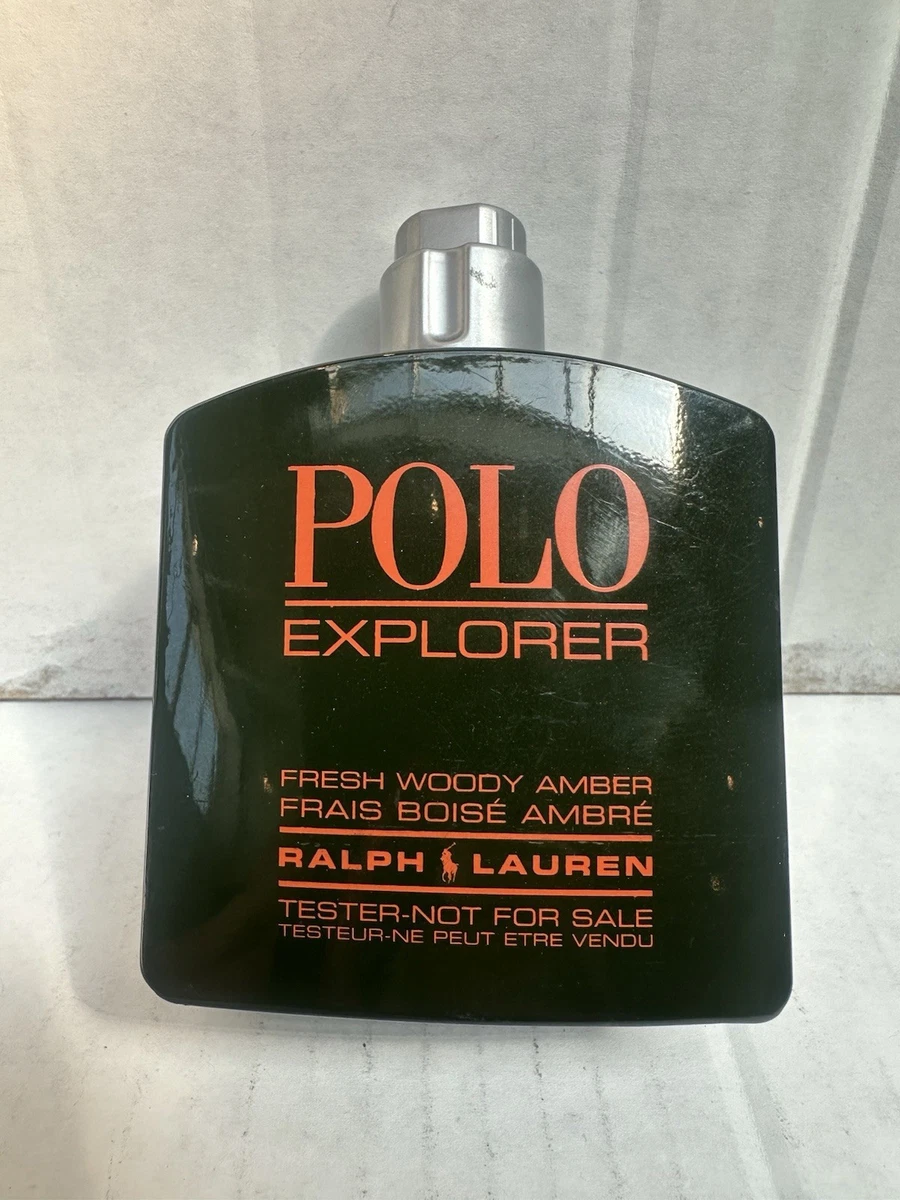 POLO
EXPLORER
FRESH WOODY AMBER
FRAIS BOISÉ AMBRÉ
RALPH LAUREN
TESTER-NOT FOR SALE
TESTEUR-NE PEUT ETRE VENDU